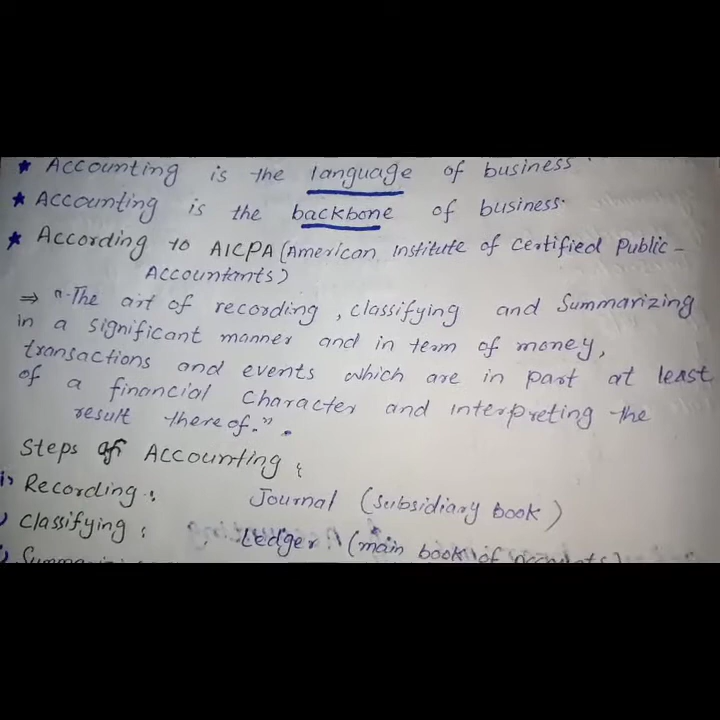 ★ Accounting is the language of business.
★ Accounting is the backbone of business.
★ According to AICPA (American institute of certified Public -
Accountants)
⇒ "The art of recording, classifying and Summarizing
in a significant manner and in term of money,
transactions and events which are in part at least
of a financial Character and interpreting the
result there of."
Steps of Accounting :
i) Recording : Journal (subsidiary book)
) classifying : Ledger (main book of accounts)